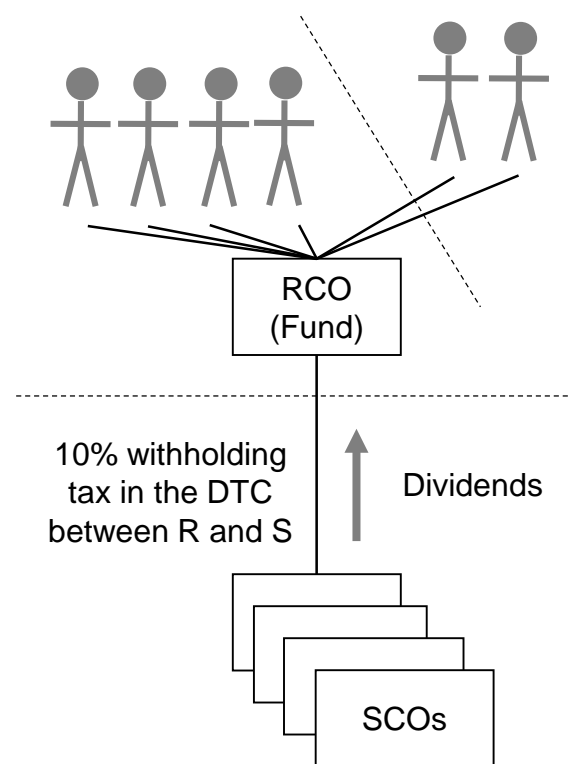 RCO
(Fund)
10% withholding
tax in the DTC
between R and S
Dividends
SCOs